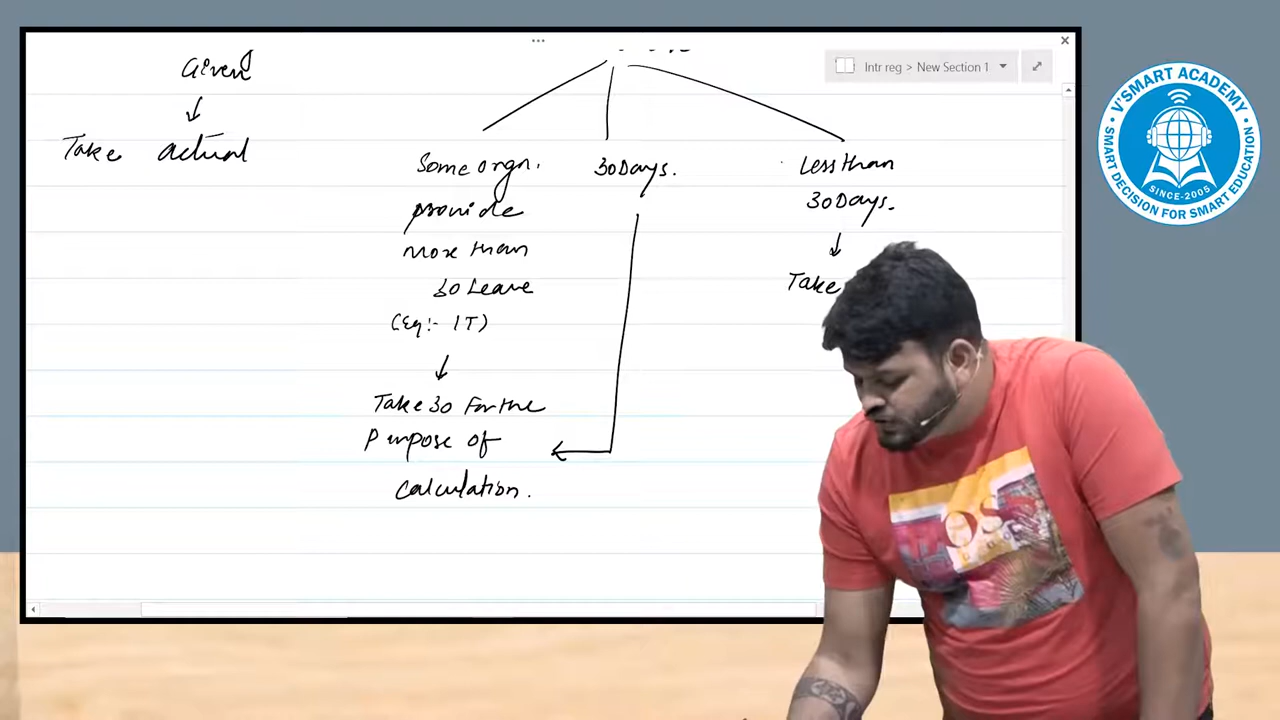 Given
Take actual
Intr reg > New Section 1
Some orgn.
provide
more than
30 Leave
(Eg:- IT)
Take 30 For the
Purpose of
calculation.
30 Days.
Less than
30 Days.
Take
V'SMART ACADEMY
SINCE-2005
SMART DECISION FOR SMART EDUCATION